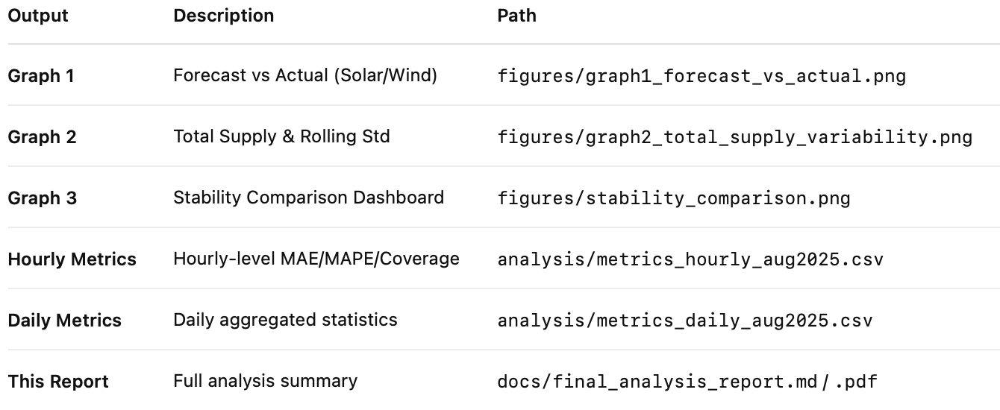 Output Description Path
Graph 1 Forecast vs Actual (Solar/Wind) figures/graph1_forecast_vs_actual.png
Graph 2 Total Supply & Rolling Std figures/graph2_total_supply_variability.png
Graph 3 Stability Comparison Dashboard figures/stability_comparison.png
Hourly Metrics Hourly-level MAE/MAPE/Coverage analysis/metrics_hourly_aug2025.csv
Daily Metrics Daily aggregated statistics analysis/metrics_daily_aug2025.csv
This Report Full analysis summary docs/final_analysis_report.md / .pdf